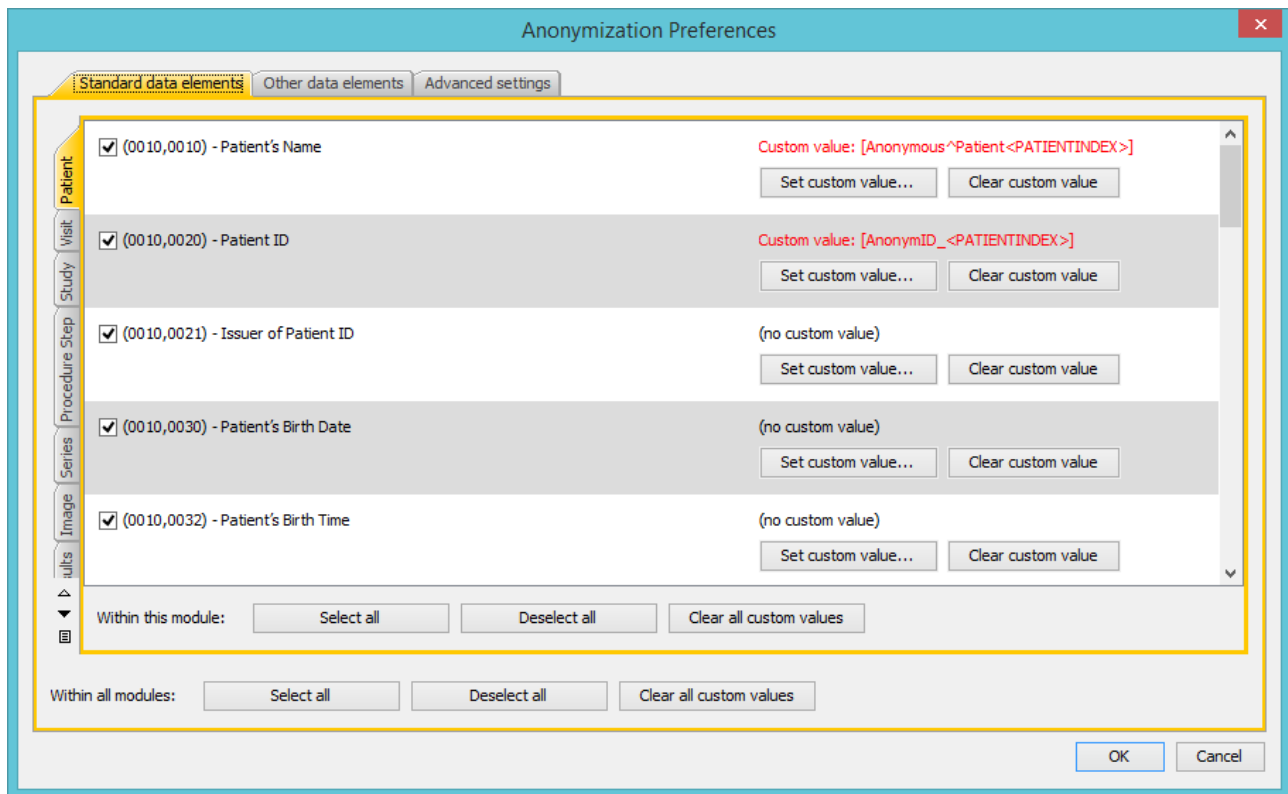 Anonymization Preferences
Standard data elements Other data elements Advanced settings
Patient
Visit
Study
Procedure Step
Series
Image
ults
(0010,0010) - Patient's Name Custom value: [Anonymous^Patient<PATIENTINDEX>]
Set custom value... Clear custom value
(0010,0020) - Patient ID Custom value: [AnonymID_<PATIENTINDEX>]
Set custom value... Clear custom value
(0010,0021) - Issuer of Patient ID (no custom value)
Set custom value... Clear custom value
(0010,0030) - Patient's Birth Date (no custom value)
Set custom value... Clear custom value
(0010,0032) - Patient's Birth Time (no custom value)
Set custom value... Clear custom value
Within this module: Select all Deselect all Clear all custom values
Within all modules: Select all Deselect all Clear all custom values
OK Cancel